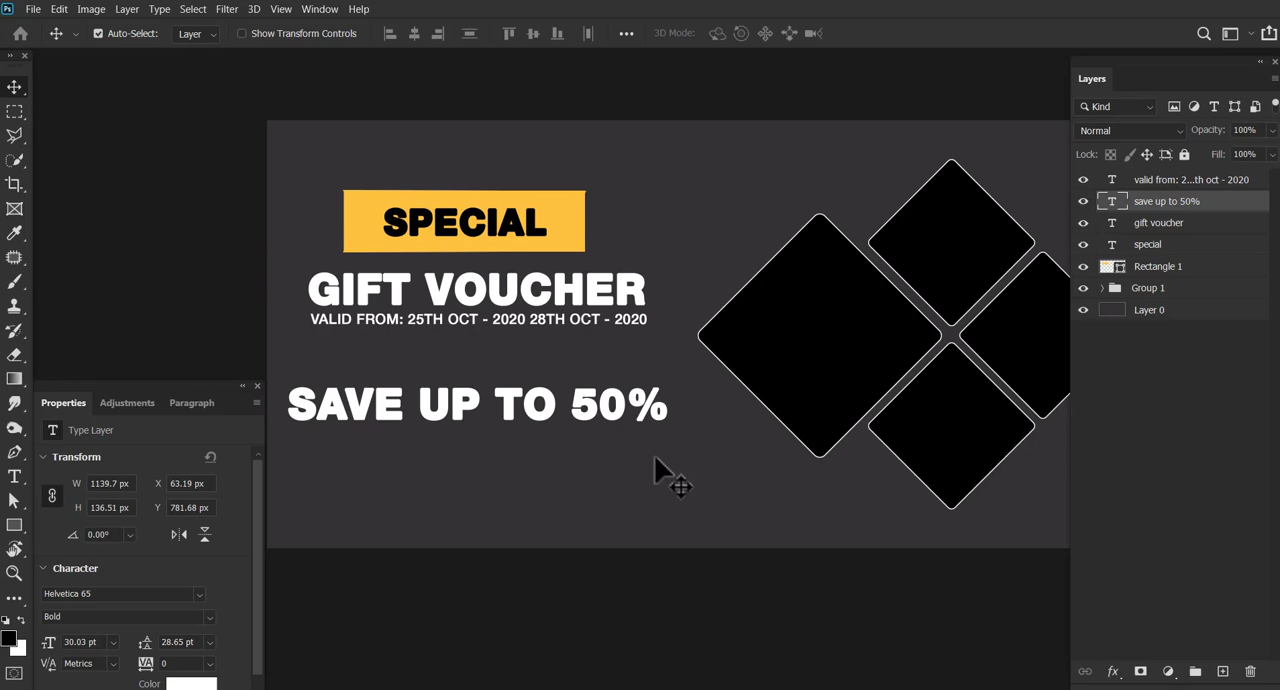 Ps File Edit Image Layer Type Select Filter 3D View Window Help
Auto-Select: Layer Show Transform Controls 3D Mode:
Layers
Kind
Normal Opacity: 100%
Lock: Fill: 100%
T valid from: 2...th oct - 2020
T save up to 50%
T gift voucher
T special
Rectangle 1
Group 1
Layer 0
SPECIAL
GIFT VOUCHER
VALID FROM: 25TH OCT - 2020 28TH OCT - 2020
SAVE UP TO 50%
Properties Adjustments Paragraph
T Type Layer
Transform
W 1139.7 px X 63.19 px
H 136.51 px Y 781.68 px
0.00°
Character
Helvetica 65
Bold
30.03 pt 28.65 pt
Metrics 0
Color
fx